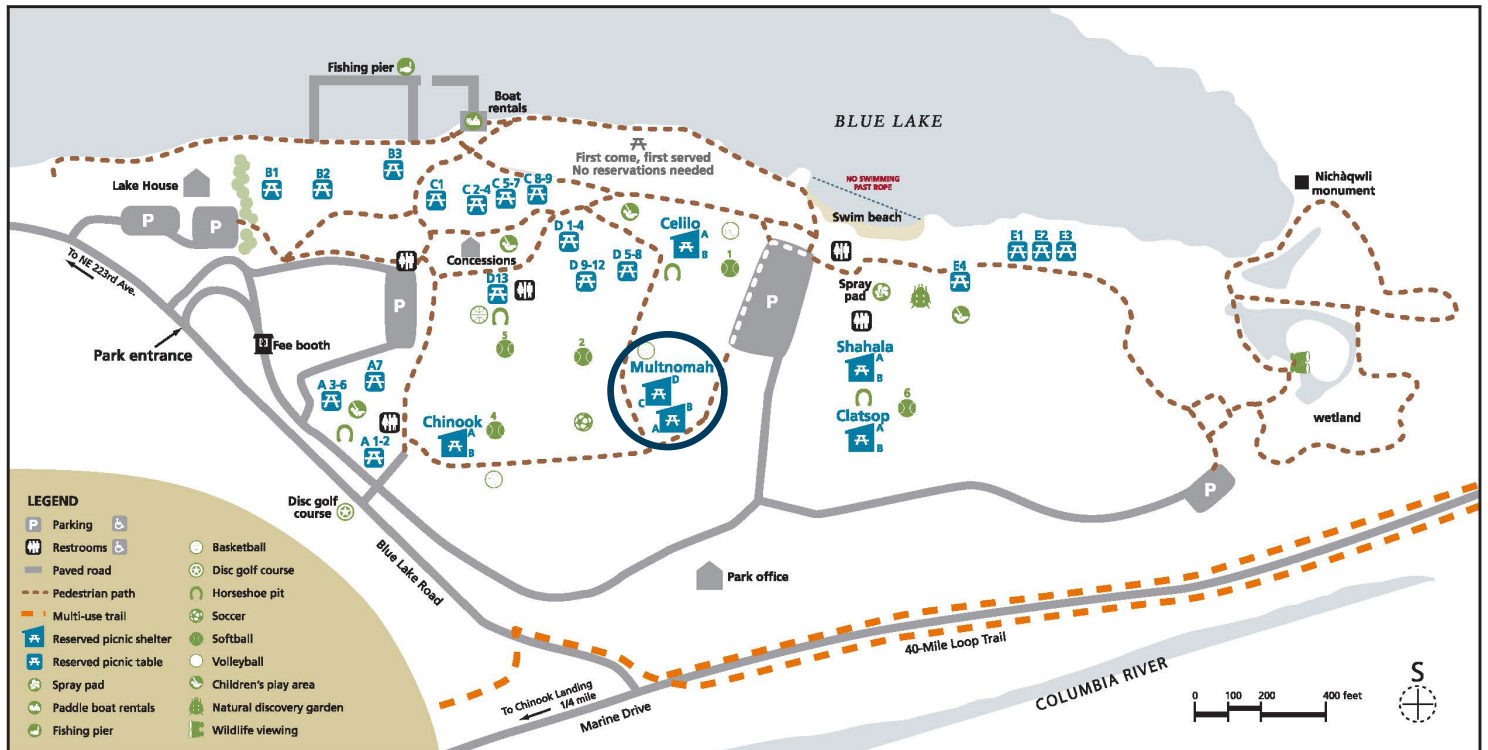 Fishing pier
Boat
rentals
BLUE LAKE
First come, first served
No reservations needed
NO SWIMMING
PAST ROPE
Nichàqwli
monument
Lake House
B1
B2
B3
C1
C 2-4
C 5-7
C 8-9
Swim beach
P
P
Celilo
A
B
1
D 1-4
D 5-8
D 9-12
D13
Concessions
E1
E2
E3
E4
To NE 223rd Ave.
P
P
Spray
pad
Park entrance
Fee booth
5
2
Multnomah
D
C
B
A
Shahala
A
B
6
Clatsop
A
B
A7
A 3-6
A 1-2
Chinook
A
B
4
wetland
P
Disc golf
course
Blue Lake Road
Park office
40-Mile Loop Trail
COLUMBIA RIVER
To Chinook Landing
1/4 mile
Marine Drive
0 100 200 400 feet
S
LEGEND
P Parking
Restrooms
Paved road
Pedestrian path
Multi-use trail
Reserved picnic shelter
Reserved picnic table
Spray pad
Paddle boat rentals
Fishing pier
Basketball
Disc golf course
Horseshoe pit
Soccer
Softball
Volleyball
Children's play area
Natural discovery garden
Wildlife viewing